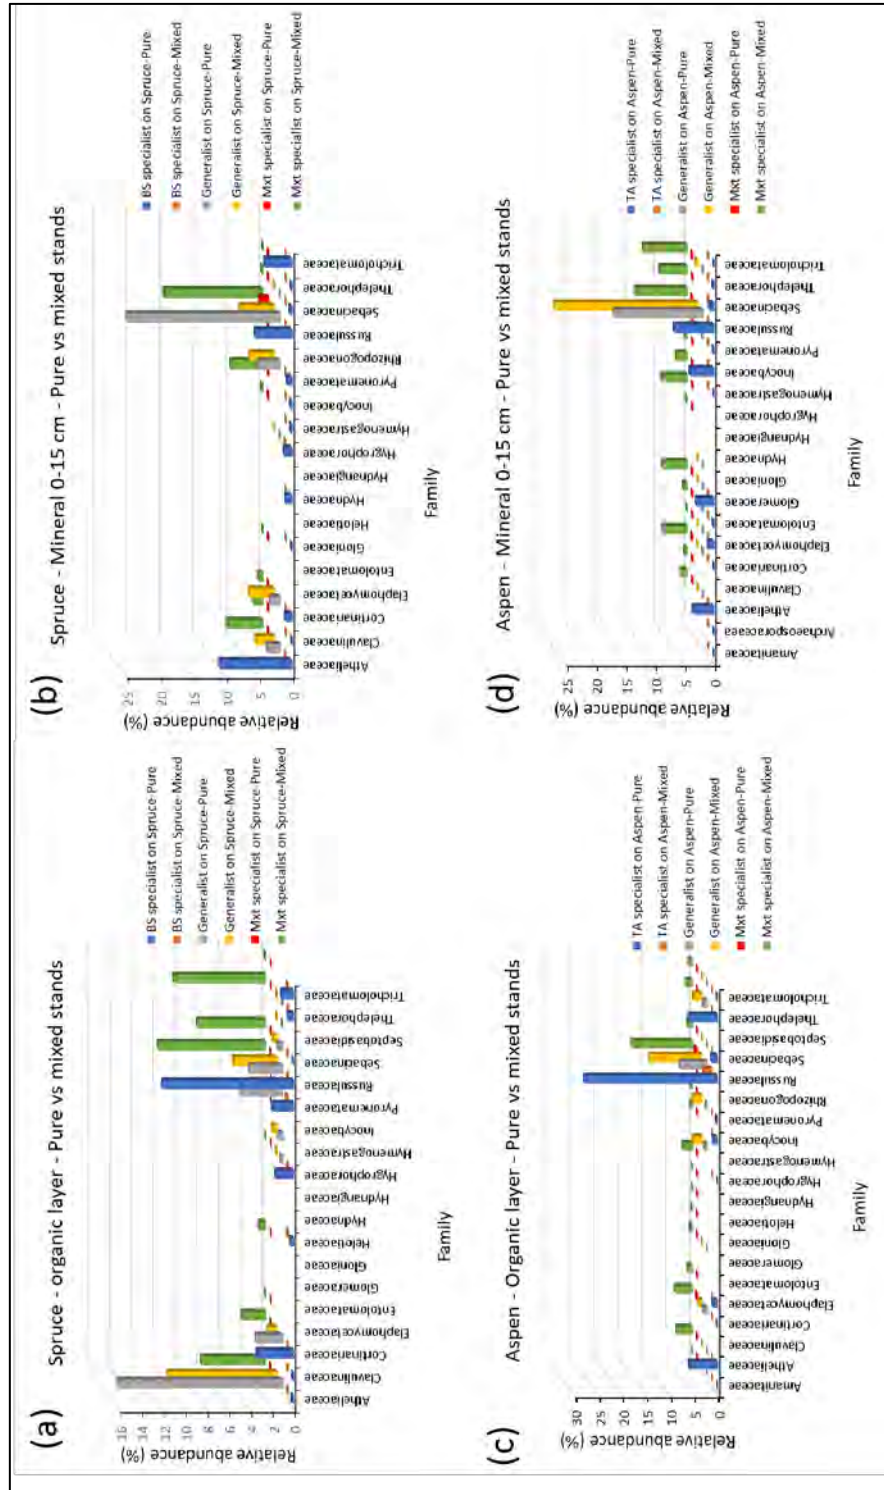 (a)
Spruce - organic layer - Pure vs mixed stands
Relative abundance (%)
16
14
12
10
8
6
4
2
0
Atheliaceae
Clavulinaceae
Cortinariaceae
Elaphomycetaceae
Entolomataceae
Glomeraceae
Gloniaceae
Helotiaceae
Hydnaceae
Hydnangiaceae
Hygrophoraceae
Hymenogastraceae
Inocybaceae
Pyronemataceae
Russulaceae
Sebacinaceae
Septobasidiaceae
Thelephoraceae
Tricholomataceae
Family
BS specialist on Spruce-Pure
BS specialist on Spruce-Mixed
Generalist on Spruce-Pure
Generalist on Spruce-Mixed
Mxt specialist on Spruce-Pure
Mxt specialist on Spruce-Mixed
(b)
Spruce - Mineral 0-15 cm - Pure vs mixed stands
Relative abundance (%)
25
20
15
10
5
0
Atheliaceae
Clavulinaceae
Cortinariaceae
Elaphomycetaceae
Entolomataceae
Gloniaceae
Helotiaceae
Hydnaceae
Hydnangiaceae
Hygrophoraceae
Hymenogastraceae
Inocybaceae
Pyronemataceae
Rhizopogonaceae
Russulaceae
Sebacinaceae
Thelephoraceae
Tricholomataceae
Family
BS specialist on Spruce-Pure
BS specialist on Spruce-Mixed
Generalist on Spruce-Pure
Generalist on Spruce-Mixed
Mxt specialist on Spruce-Pure
Mxt specialist on Spruce-Mixed
(c)
Aspen - Organic layer - Pure vs mixed stands
Relative abundance (%)
30
25
20
15
10
5
0
Amanitaceae
Atheliaceae
Clavulinaceae
Cortinariaceae
Elaphomycetaceae
Entolomataceae
Glomeraceae
Gloniaceae
Helotiaceae
Hydnangiaceae
Hygrophoraceae
Hymenogastraceae
Inocybaceae
Pyronemataceae
Rhizopogonaceae
Russulaceae
Sebacinaceae
Septobasidiaceae
Thelephoraceae
Tricholomataceae
Family
TA specialist on Aspen-Pure
TA specialist on Aspen-Mixed
Generalist on Aspen-Pure
Generalist on Aspen-Mixed
Mxt specialist on Aspen-Pure
Mxt specialist on Aspen-Mixed
(d)
Aspen - Mineral 0-15 cm - Pure vs mixed stands
Relative abundance (%)
25
20
15
10
5
0
Amanitaceae
Archaeosporaceea
Atheliaceae
Clavulinaceae
Cortinariaceae
Elaphomycetaceae
Entolomataceae
Glomeraceae
Gloniaceae
Hydnaceae
Hydnangiaceae
Hygrophoraceae
Hymenogastraceae
Inocybaceae
Pyronemataceae
Russulaceae
Sebacinaceae
Thelephoraceae
Tricholomataceae
Family
TA specialist on Aspen-Pure
TA specialist on Aspen-Mixed
Generalist on Aspen-Pure
Generalist on Aspen-Mixed
Mxt specialist on Aspen-Pure
Mxt specialist on Aspen-Mixed